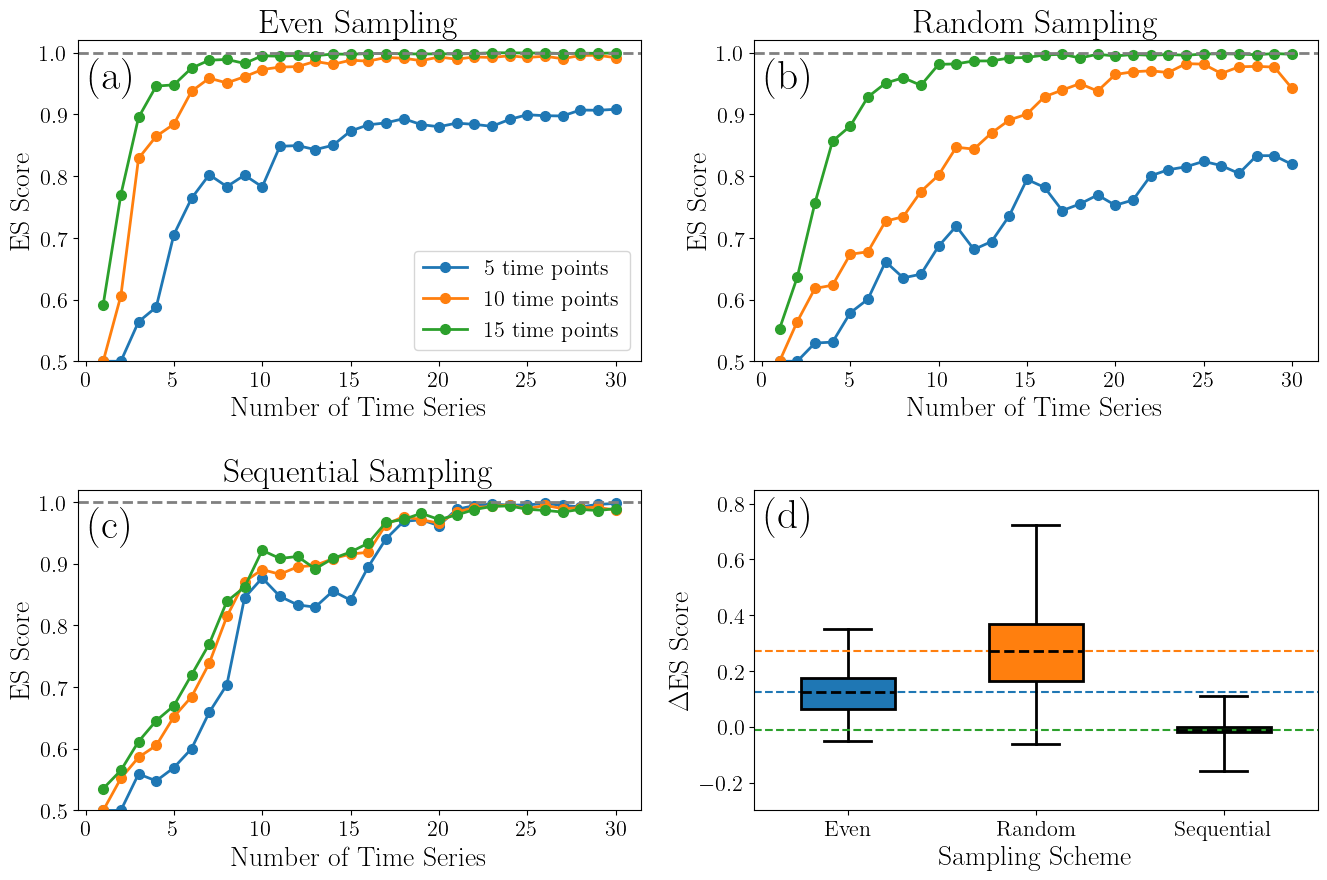 Even Sampling
(a)
ES Score
1.0
0.9
0.8
0.7
0.6
0.5
0 5 10 15 20 25 30
Number of Time Series
5 time points
10 time points
15 time points
Random Sampling
(b)
ES Score
1.0
0.9
0.8
0.7
0.6
0.5
0 5 10 15 20 25 30
Number of Time Series
Sequential Sampling
(c)
ES Score
1.0
0.9
0.8
0.7
0.6
0.5
0 5 10 15 20 25 30
Number of Time Series
(d)
ΔES Score
0.8
0.6
0.4
0.2
0.0
−0.2
Even Random Sequential
Sampling Scheme